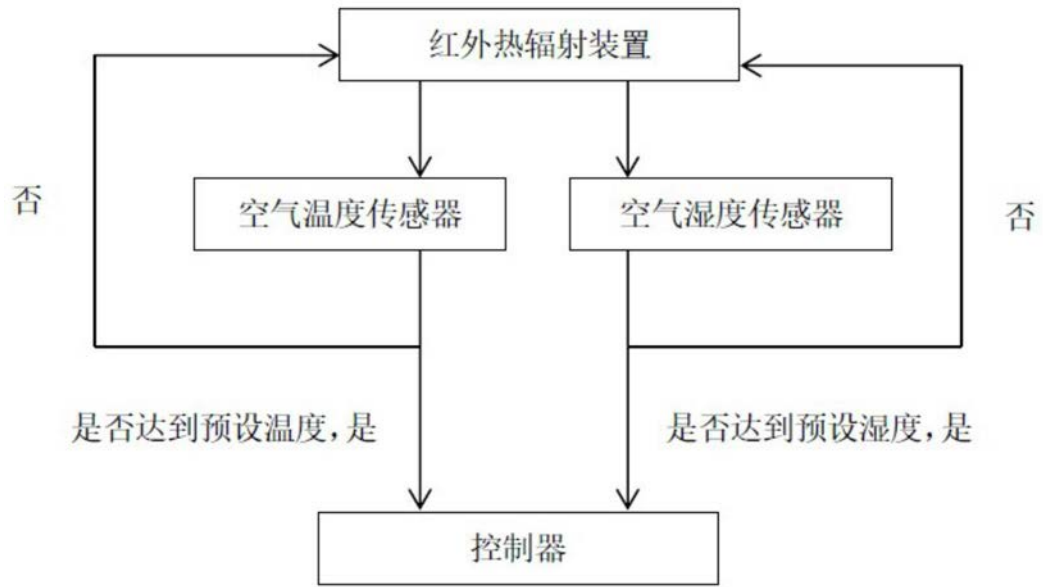 红外热辐射装置
否
空气温度传感器
空气湿度传感器
否
是否达到预设温度,是
是否达到预设湿度,是
控制器